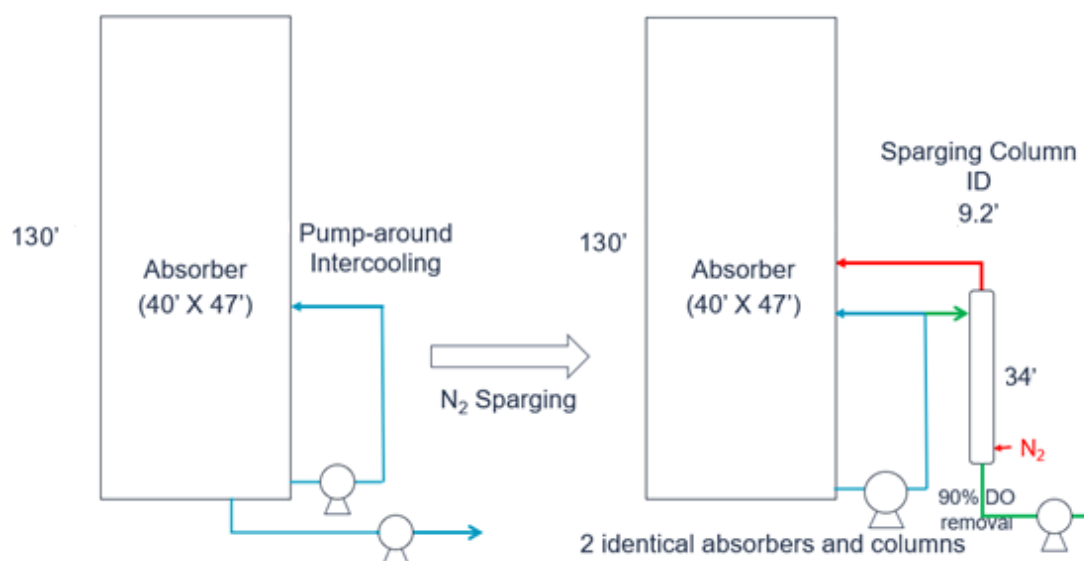 130'
Absorber
(40' X 47')
Pump-around
Intercooling
N₂ Sparging
130'
Absorber
(40' X 47')
Sparging Column
ID
9.2'
34'
N₂
90% DO
removal
2 identical absorbers and columns